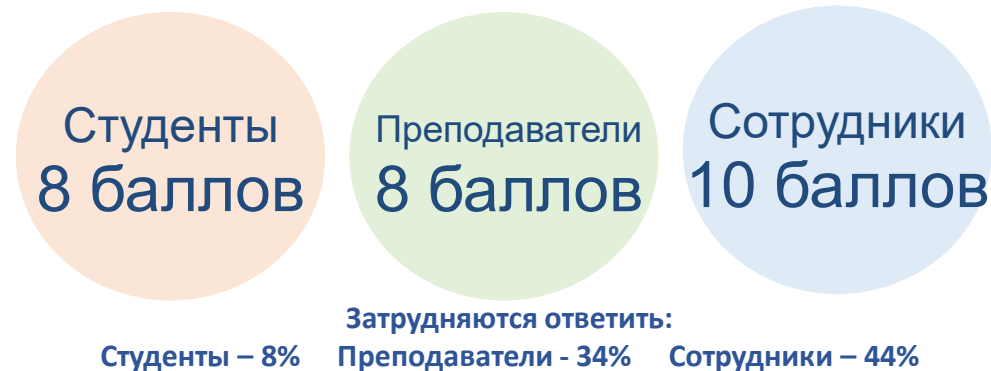 Студенты
8 баллов
Преподаватели
8 баллов
Сотрудники
10 баллов
Затрудняются ответить:
Студенты – 8% Преподаватели - 34% Сотрудники – 44%